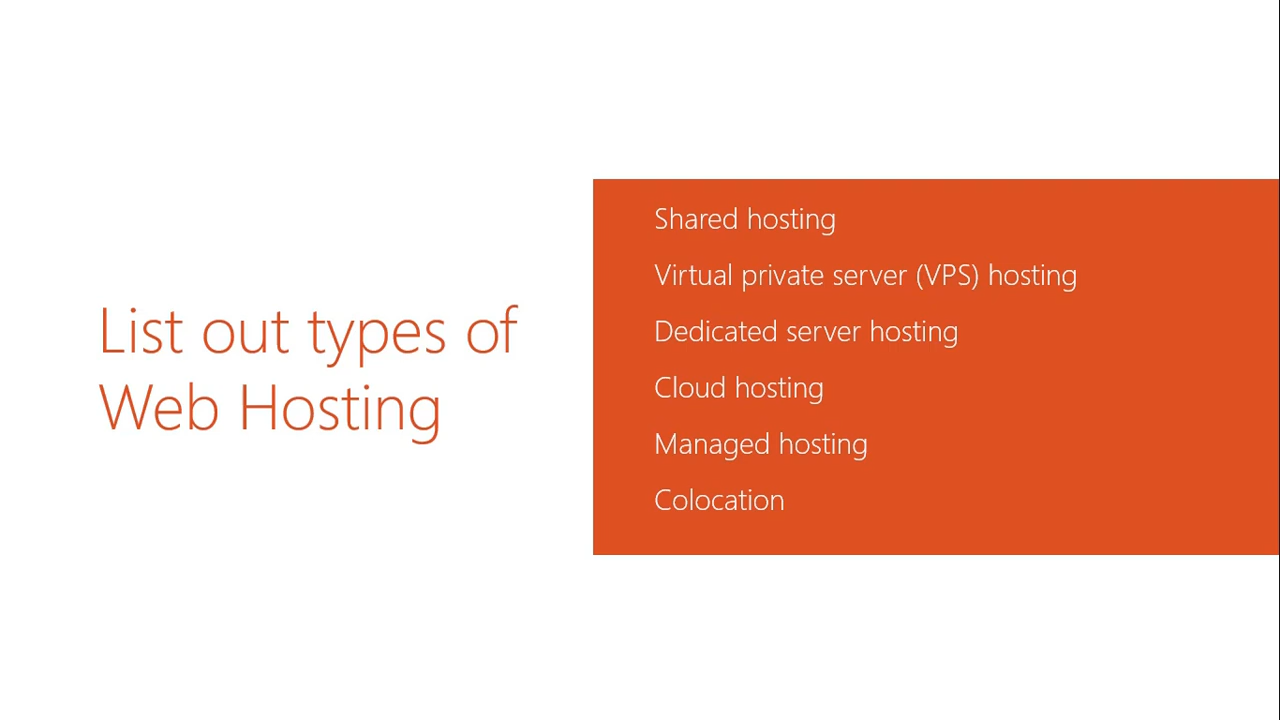 List out types of
Web Hosting
Shared hosting
Virtual private server (VPS) hosting
Dedicated server hosting
Cloud hosting
Managed hosting
Colocation